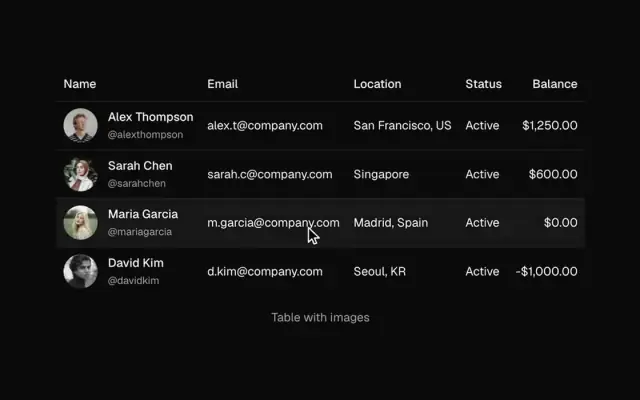 Name Email Location Status Balance
Alex Thompson
@alexthompson
alex.t@company.com San Francisco, US Active $1,250.00
Sarah Chen
@sarahchen
sarah.c@company.com Singapore Active $600.00
Maria Garcia
@mariagarcia
m.garcia@company.com Madrid, Spain Active $0.00
David Kim
@davidkim
d.kim@company.com Seoul, KR Active -$1,000.00
Table with images